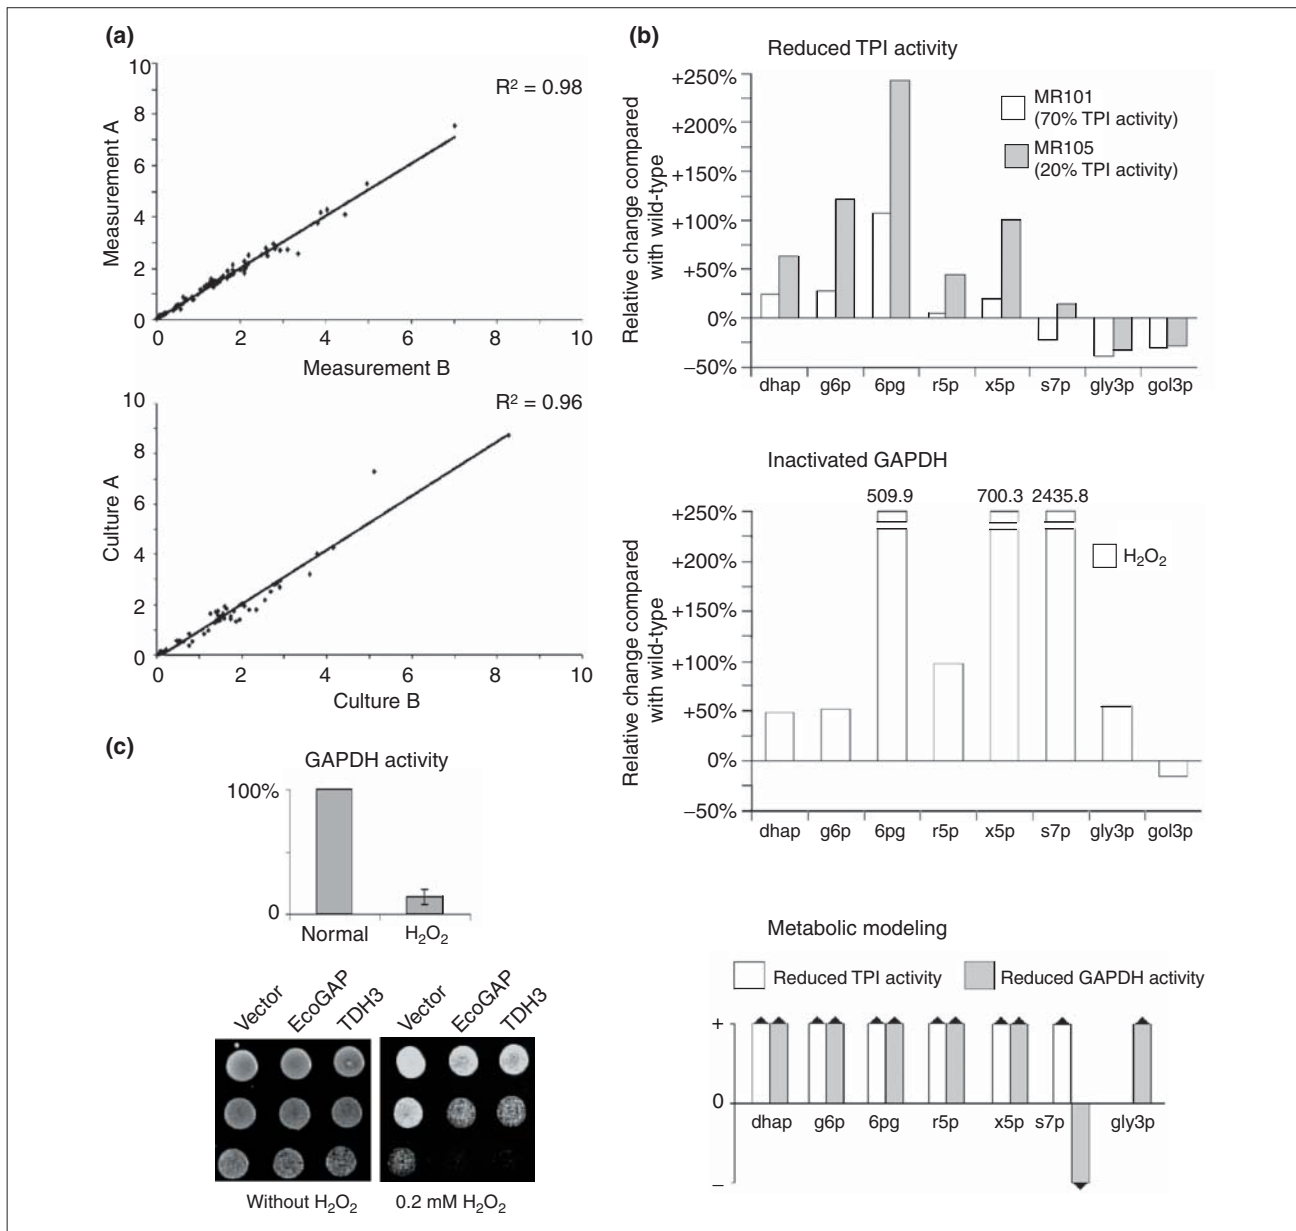 (a)
R² = 0.98
Measurement A
10
8
6
4
2
0
0 2 4 6 8 10
Measurement B
R² = 0.96
Culture A
10
8
6
4
2
0
0 2 4 6 8 10
Culture B
(b)
Reduced TPI activity
MR101
(70% TPI activity)
MR105
(20% TPI activity)
Relative change compared
with wild-type
+250%
+200%
+150%
+100%
+50%
0%
−50%
dhap g6p 6pg r5p x5p s7p gly3p gol3p
Inactivated GAPDH
509.9 700.3 2435.8
H₂O₂
Relative change compared
with wild-type
+250%
+200%
+150%
+100%
+50%
0%
−50%
dhap g6p 6pg r5p x5p s7p gly3p gol3p
Metabolic modeling
Reduced TPI activity Reduced GAPDH activity
+
0
−
dhap g6p 6pg r5p x5p s7p gly3p
(c)
GAPDH activity
100%
0
Normal H₂O₂
Vector EcoGAP TDH3 Vector EcoGAP TDH3
Without H₂O₂ 0.2 mM H₂O₂